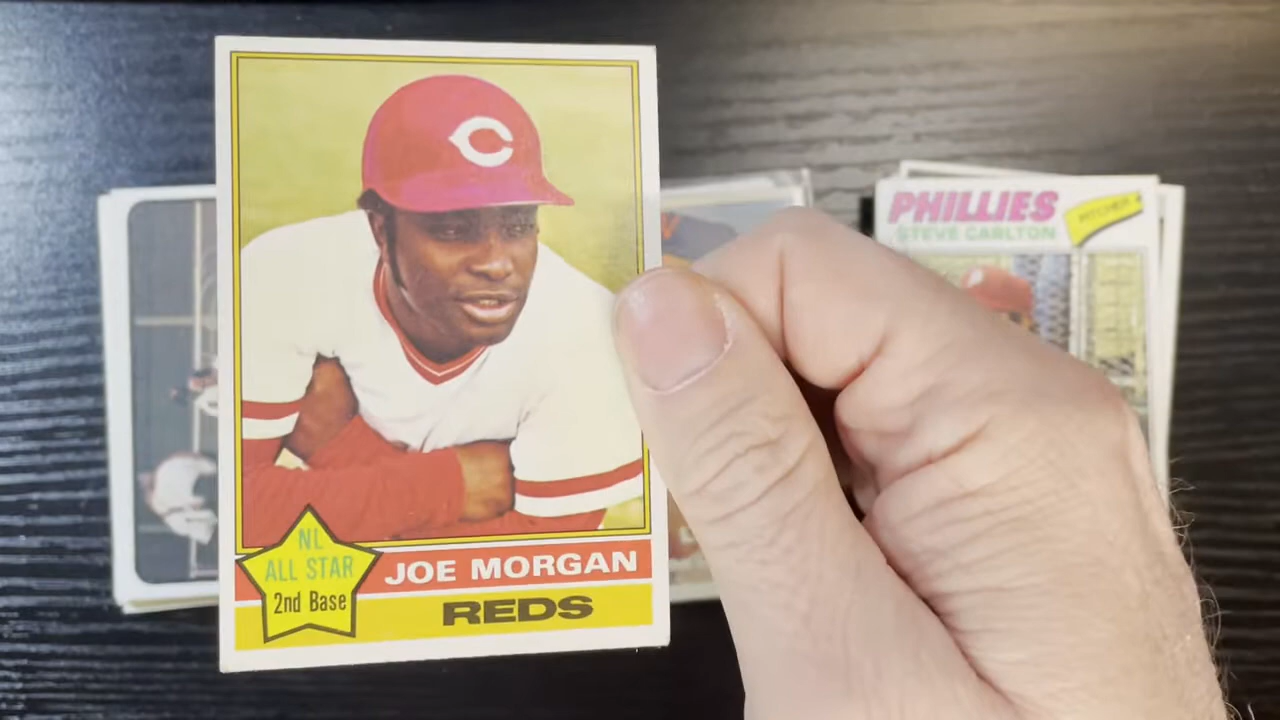 C
NL
ALL STAR
2nd Base
JOE MORGAN
REDS
PHILLIES
STEVE CARLTON
PITCHER